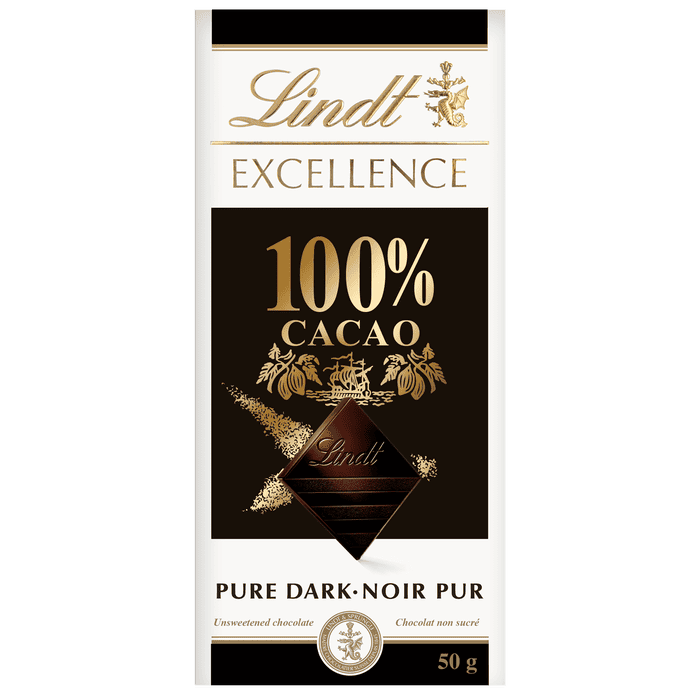 Lindt
EXCELLENCE
100%
CACAO
Lindt
PURE DARK·NOIR PUR
Unsweetened chocolate Chocolat non sucré
50 g